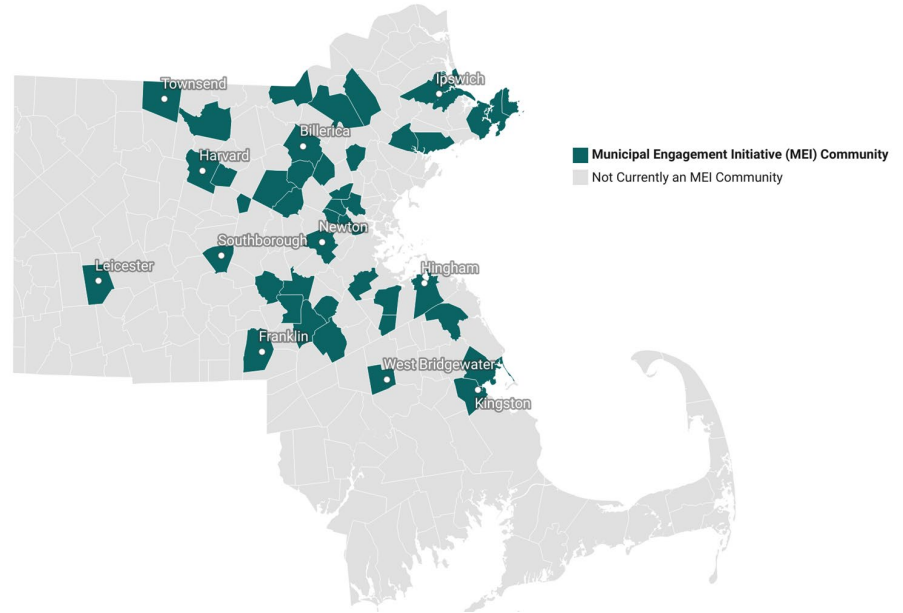 Townsend
Ipswich
Billerica
Harvard
Municipal Engagement Initiative (MEI) Community
Not Currently an MEI Community
Newton
Southborough
Leicester
Hingham
Franklin
West Bridgewater
Kingston